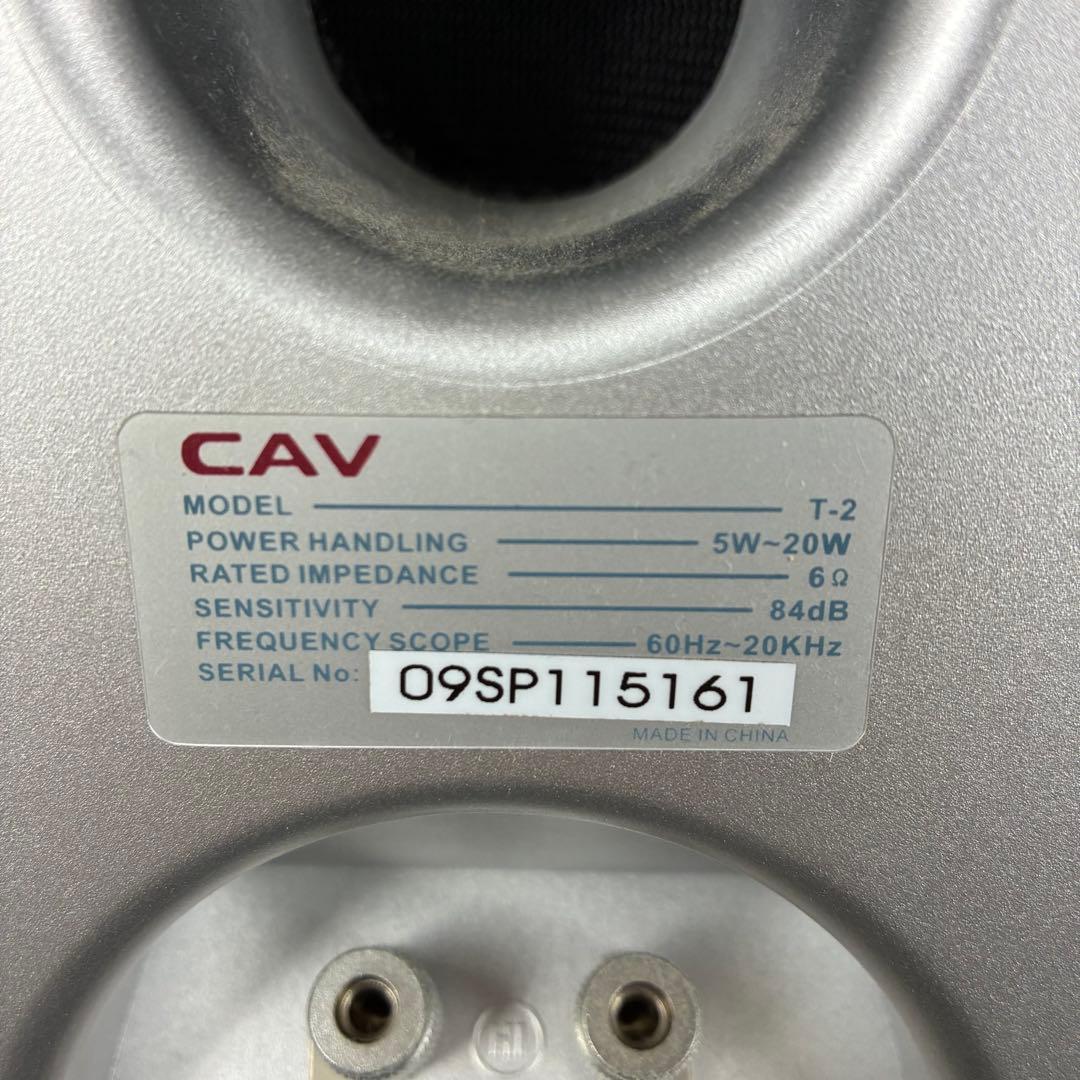 CAV
MODEL T-2
POWER HANDLING 5W~20W
RATED IMPEDANCE 6Ω
SENSITIVITY 84dB
FREQUENCY SCOPE 60Hz~20KHz
SERIAL No: 09SP115161
MADE IN CHINA